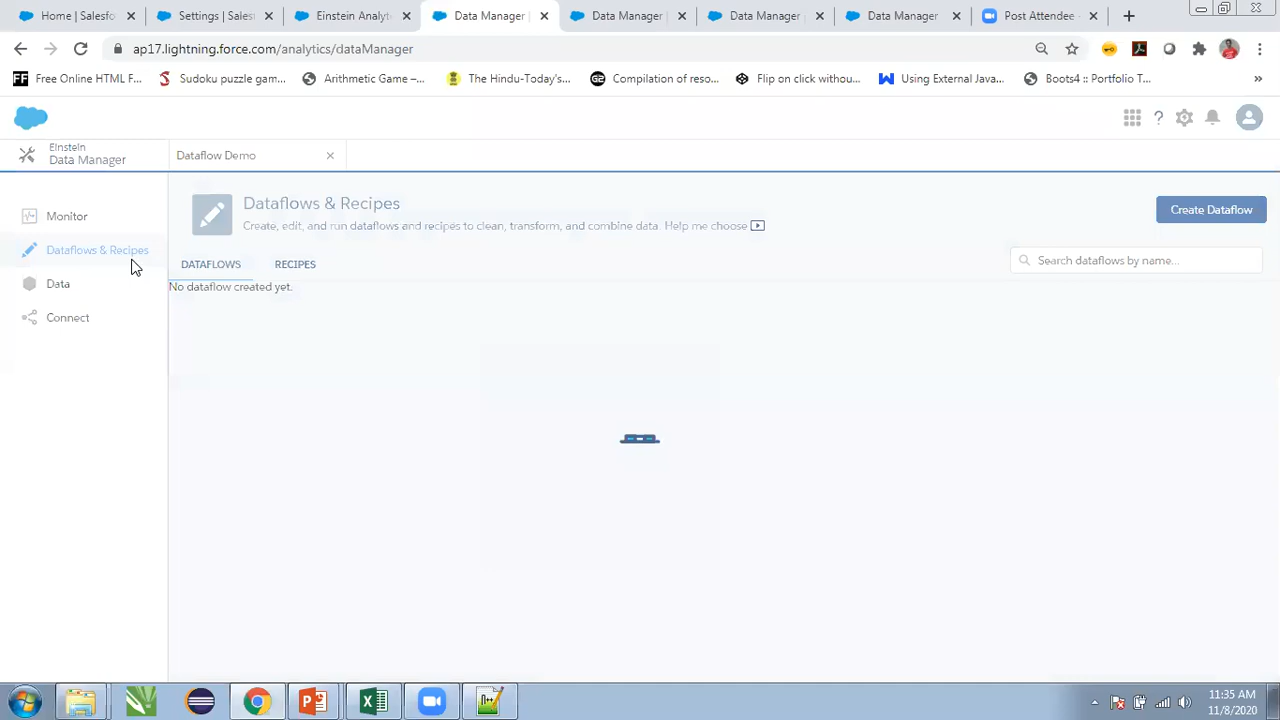 Home | Salesfo
Settings | Sales
Einstein Analyt
Data Manager |
Data Manager |
Data Manager |
Data Manager
Post Attendee -
ap17.lightning.force.com/analytics/dataManager
Free Online HTML F...
Sudoku puzzle gam...
Arithmetic Game –...
The Hindu-Today's...
Compilation of reso...
Flip on click withou...
Using External Java...
Boots4 :: Portfolio T...
»
Einstein
Data Manager
Dataflow Demo
Monitor
Dataflows & Recipes
Data
Connect
Dataflows & Recipes
Create, edit, and run dataflows and recipes to clean, transform, and combine data. Help me choose
Create Dataflow
DATAFLOWS
RECIPES
Search dataflows by name...
No dataflow created yet.
11:35 AM
11/8/2020